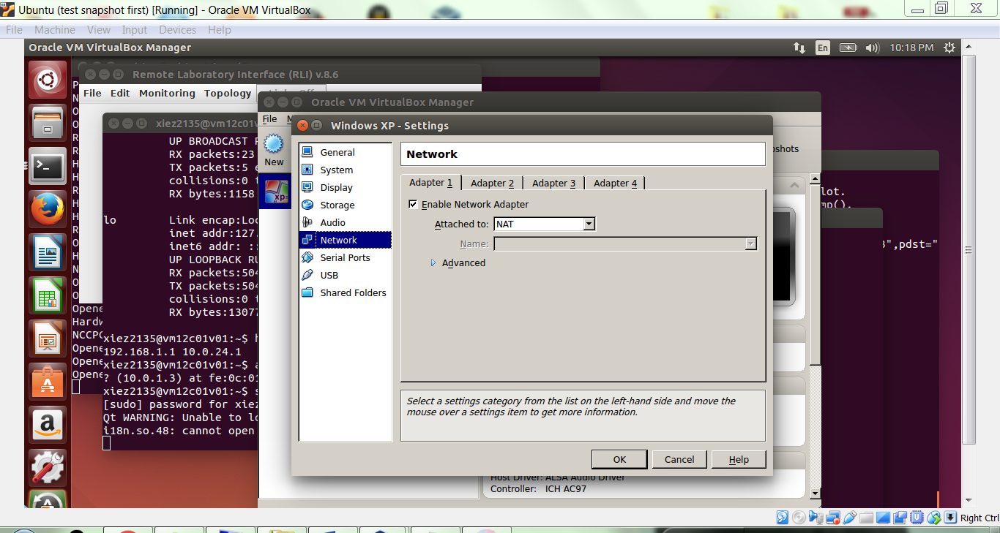 Ubuntu (test snapshot first) [Running] - Oracle VM VirtualBox
File Machine View Input Devices Help
Oracle VM VirtualBox Manager
En
10:18 PM
Remote Laboratory Interface (RLI) v.8.6
File Edit Monitoring Topology
Oracle VM VirtualBox Manager
File
xiez2135@vm12c01v
New
UP BROADCAST
RX packets:23
TX packets:5
collisions:0
RX bytes:1158
lo Link encap:Loc
inet addr:127.
inet6 addr: ::
UP LOOPBACK RU
RX packets:504
TX packets:504
collisions:0
RX bytes:13077
Opene
Hardw
NCCPC
Opene
Opene
Opene
xiez2135@vm12c01v01:~$
192.168.1.1 10.0.24.1
xiez2135@vm12c01v01:~$ a
? (10.0.1.3) at fe:0c:01
xiez2135@vm12c01v01:~$ s
[sudo] password for xiez
Qt WARNING: Unable to lo
i18n.so.48: cannot open
Windows XP - Settings
General
System
Display
Storage
Audio
Network
Serial Ports
USB
Shared Folders
Network
Adapter 1 Adapter 2 Adapter 3 Adapter 4
Enable Network Adapter
Attached to: NAT
Name:
Advanced
Select a settings category from the list on the left-hand side and move the
mouse over a settings item to get more information.
OK Cancel Help
pshots
lot.
mp().
",pdst="
Host Driver: ALSA Audio Driver
Controller: ICH AC97
Right Ctrl